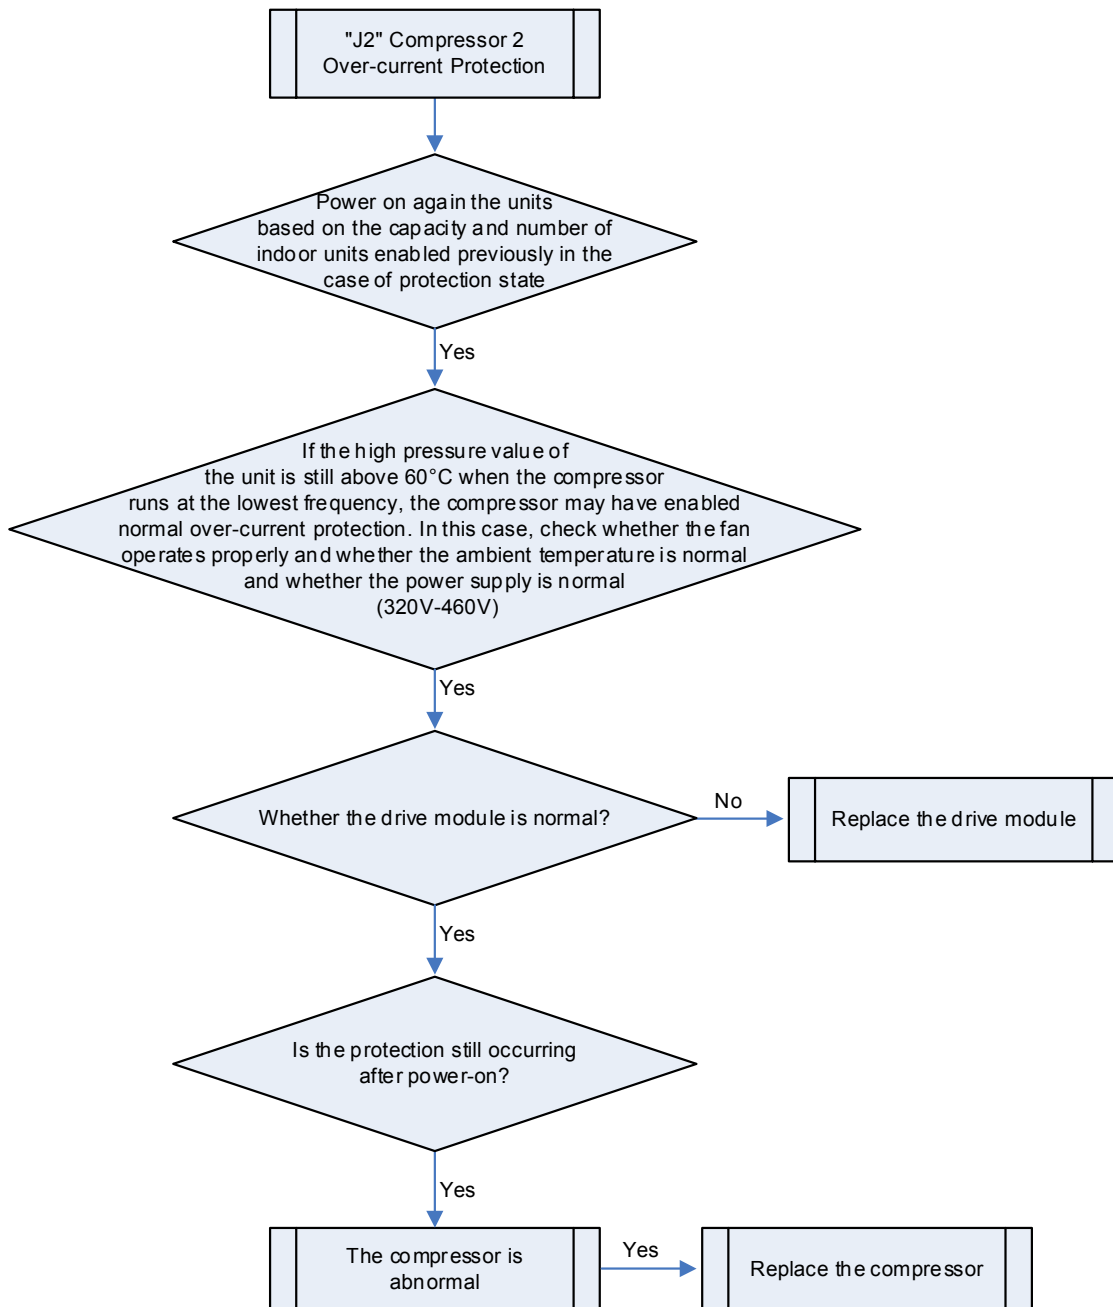 "J2" Compressor 2
Over-current Protection
Power on again the units
based on the capacity and number of
indoor units enabled previously in the
case of protection state
Yes
If the high pressure value of
the unit is still above 60°C when the compressor
runs at the lowest frequency, the compressor may have enabled
normal over-current protection. In this case, check whether the fan
operates properly and whether the ambient temperature is normal
and whether the power supply is normal
(320V-460V)
Yes
Whether the drive module is normal?
No
Replace the drive module
Yes
Is the protection still occurring
after power-on?
Yes
The compressor is
abnormal
Yes
Replace the compressor